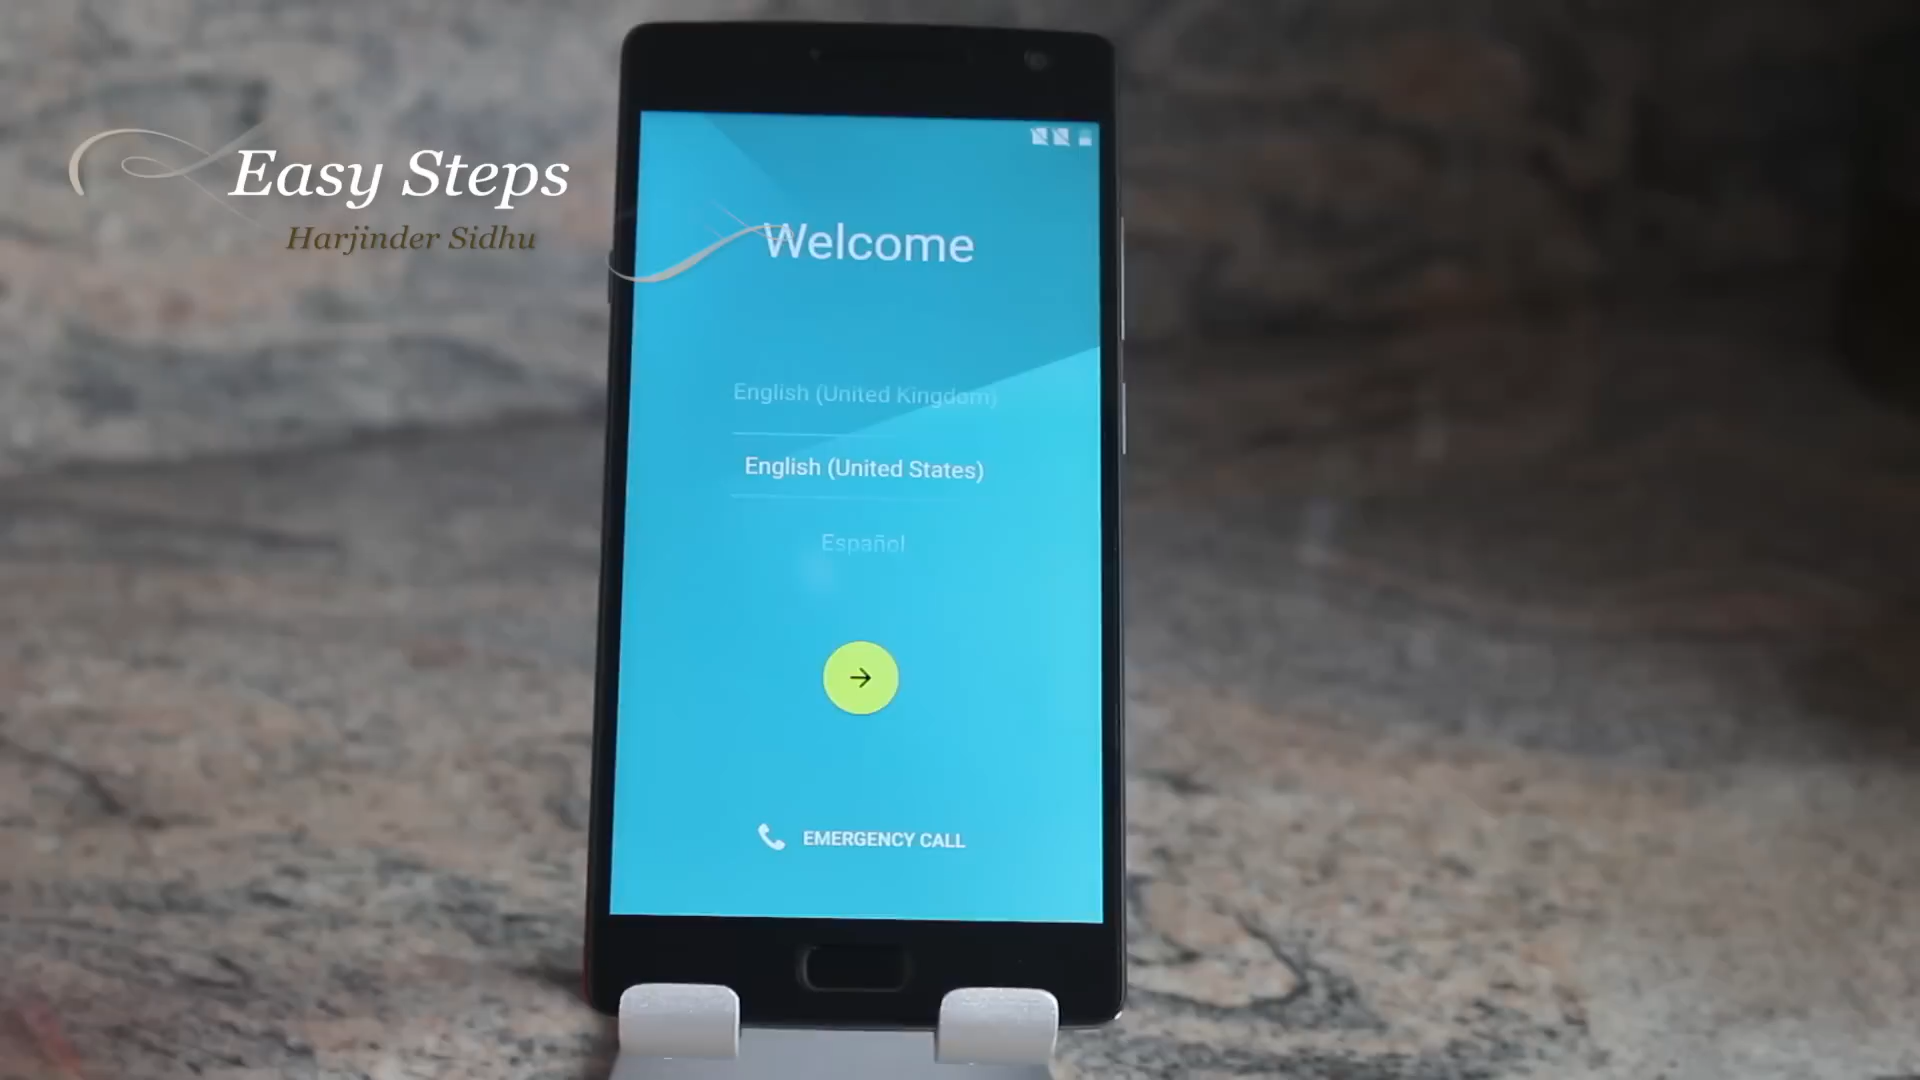 Easy Steps
Harjinder Sidhu
Welcome
English (United Kingdom)
English (United States)
Español
EMERGENCY CALL